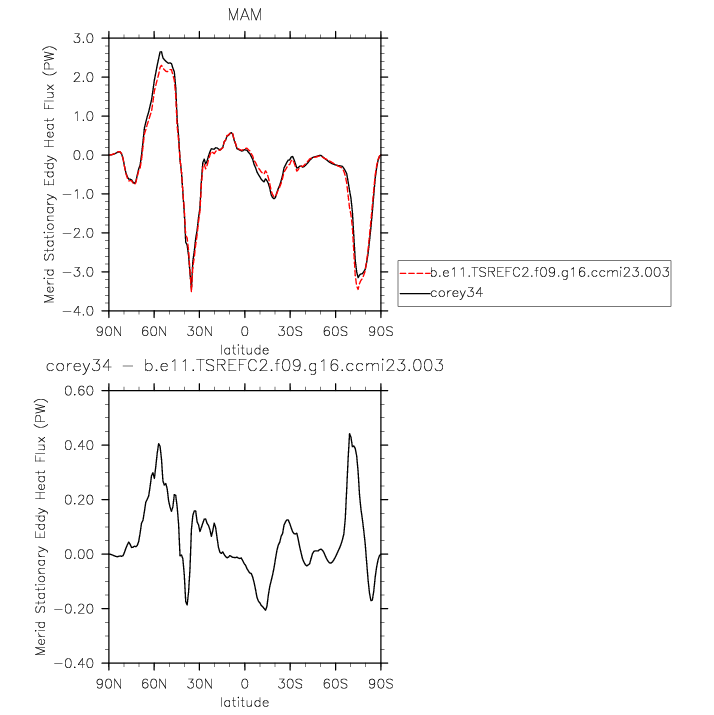 MAM
Merid Stationary Eddy Heat Flux (PW)
3.0
2.0
1.0
0.0
−1.0
−2.0
−3.0
−4.0
90N 60N 30N 0 30S 60S 90S
latitude
b.e11.TSREFC2.f09.g16.ccmi23.003
corey34
corey34 − b.e11.TSREFC2.f09.g16.ccmi23.003
Merid Stationary Eddy Heat Flux (PW)
0.60
0.40
0.20
0.00
−0.20
−0.40
90N 60N 30N 0 30S 60S 90S
latitude